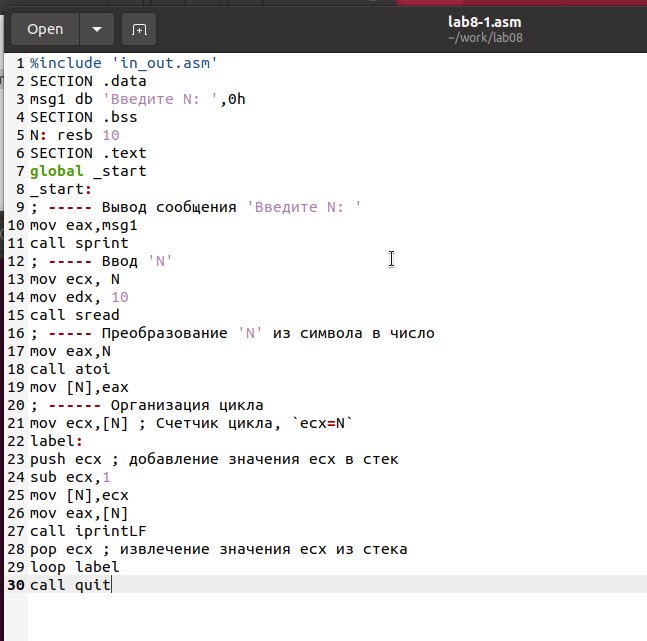 Open
lab8-1.asm
~/work/lab08
1 %include 'in_out.asm'
2 SECTION .data
3 msg1 db 'Введите N: ',0h
4 SECTION .bss
5 N: resb 10
6 SECTION .text
7 global _start
8 _start:
9 ; ----- Вывод сообщения 'Введите N: '
10 mov eax,msg1
11 call sprint
12 ; ----- Ввод 'N'
13 mov ecx, N
14 mov edx, 10
15 call sread
16 ; ----- Преобразование 'N' из символа в число
17 mov eax,N
18 call atoi
19 mov [N],eax
20 ; ------ Организация цикла
21 mov ecx,[N] ; Счетчик цикла, `ecx=N`
22 label:
23 push ecx ; добавление значения ecx в стек
24 sub ecx,1
25 mov [N],ecx
26 mov eax,[N]
27 call iprintLF
28 pop ecx ; извлечение значения ecx из стека
29 loop label
30 call quit